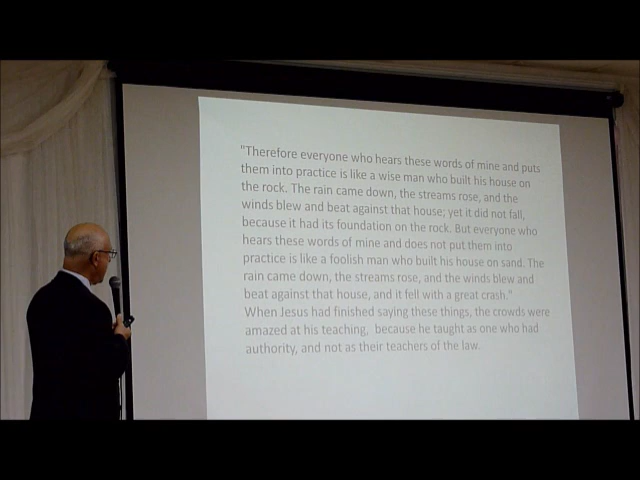 "Therefore everyone who hears these words of mine and puts
them into practice is like a wise man who built his house on
the rock. The rain came down, the streams rose, and the
winds blew and beat against that house; yet it did not fall,
because it had its foundation on the rock. But everyone who
hears these words of mine and does not put them into
practice is like a foolish man who built his house on sand. The
rain came down, the streams rose, and the winds blew and
beat against that house, and it fell with a great crash."
When Jesus had finished saying these things, the crowds were
amazed at his teaching, because he taught as one who had
authority, and not as their teachers of the law.